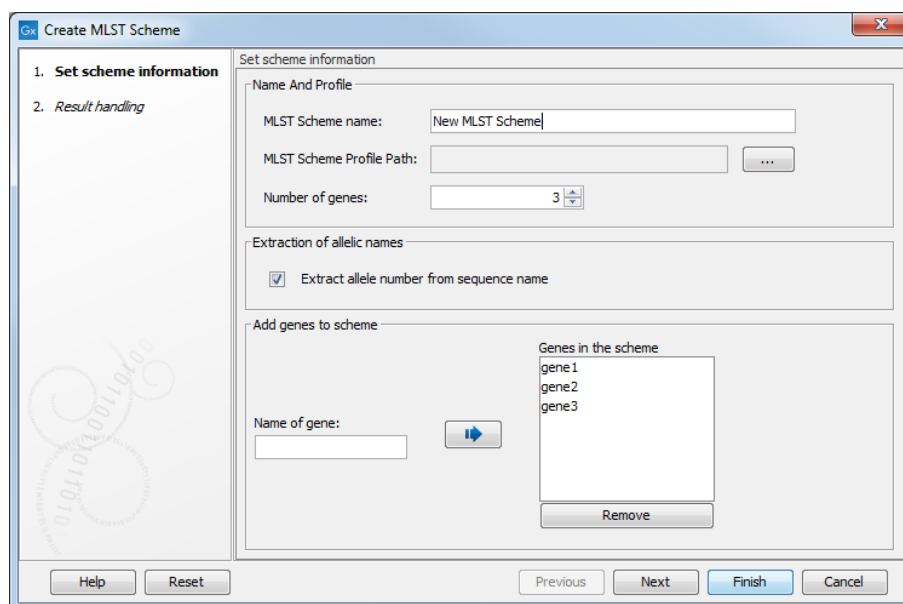 Gx Create MLST Scheme
1. Set scheme information
2. Result handling
Set scheme information
Name And Profile
MLST Scheme name: New MLST Scheme
MLST Scheme Profile Path: ...
Number of genes: 3
Extraction of allelic names
Extract allele number from sequence name
Add genes to scheme
Genes in the scheme
gene1
gene2
gene3
Name of gene:
Remove
Help Reset Previous Next Finish Cancel